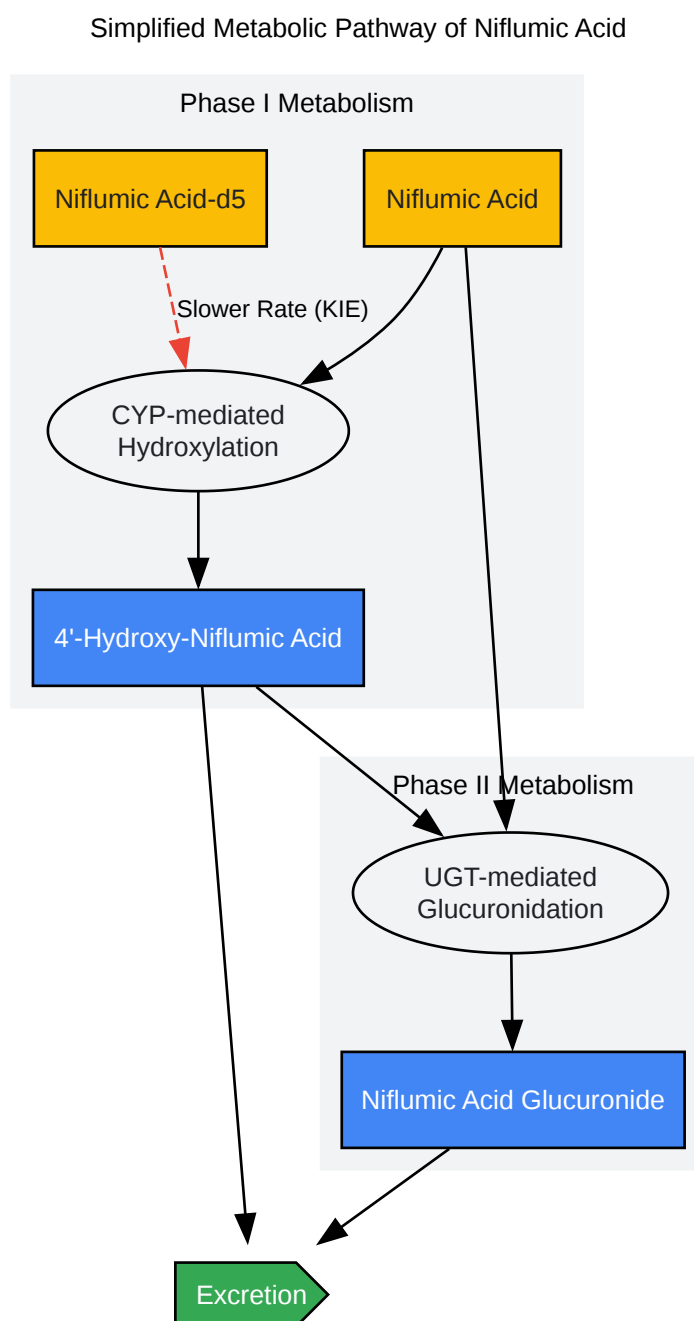 Simplified Metabolic Pathway of Niflumic Acid
Phase I Metabolism
Niflumic Acid-d5
Niflumic Acid
Slower Rate (KIE)
CYP-mediated
Hydroxylation
4'-Hydroxy-Niflumic Acid
Phase II Metabolism
UGT-mediated
Glucuronidation
Niflumic Acid Glucuronide
Excretion